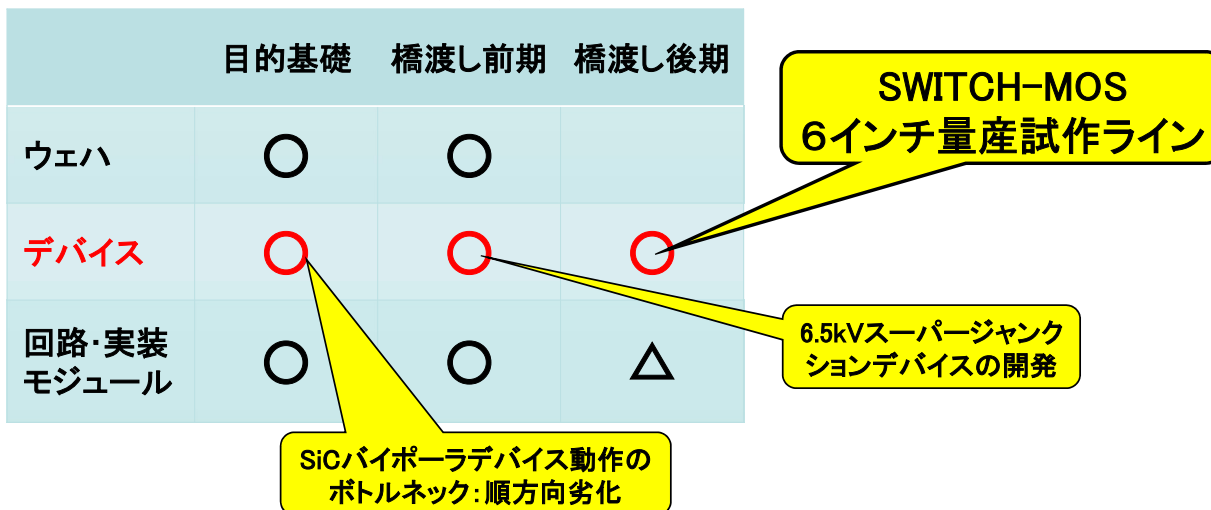 目的基礎 橋渡し前期 橋渡し後期
ウェハ ○ ○
デバイス ○ ○ ○
回路・実装
モジュール ○ ○ △
SWITCH-MOS
6インチ量産試作ライン
6.5kVスーパージャンク
ションデバイスの開発
SiCバイポーラデバイス動作の
ボトルネック：順方向劣化